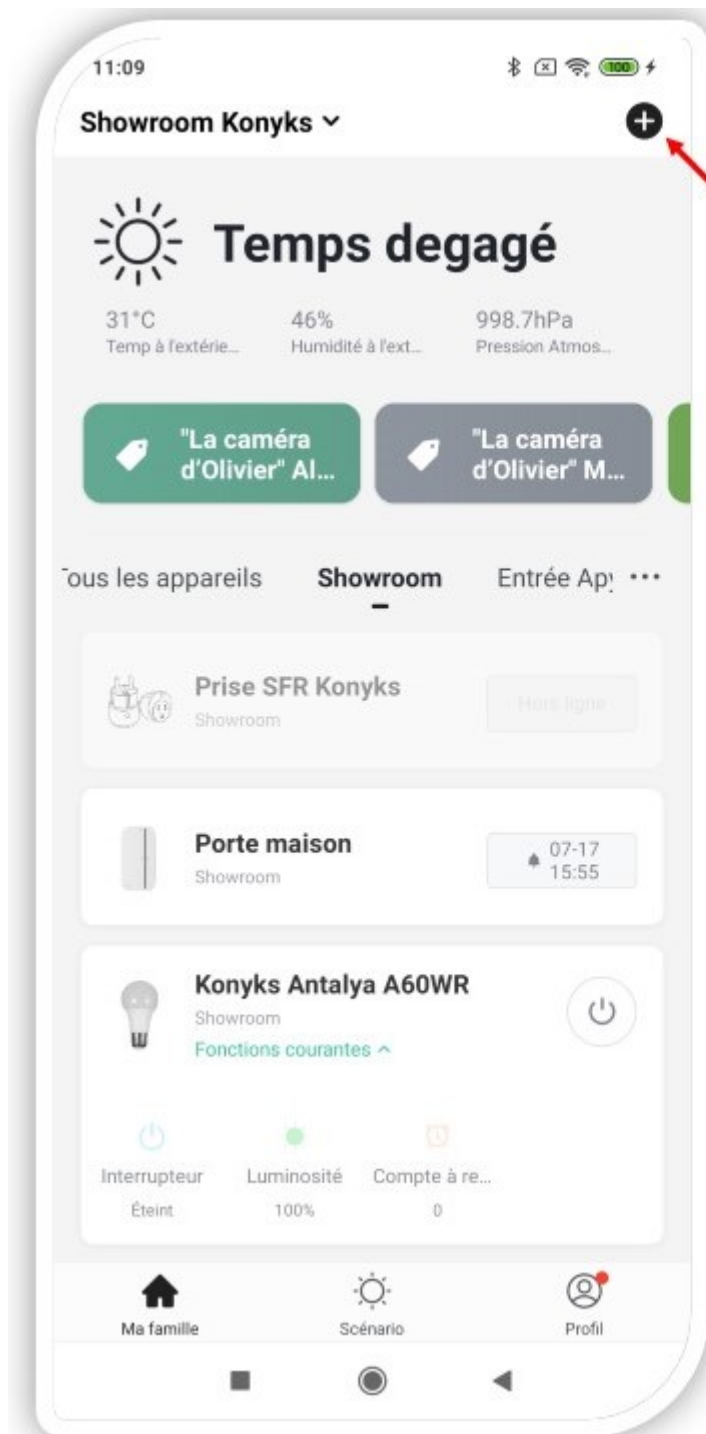 11:09
100
Showroom Konyks
Temps degagé
31°C 46% 998.7hPa
Temp à l'extérie... Humidité à l'ext... Pression Atmos...
"La caméra
d'Olivier" Al...
"La caméra
d'Olivier" M...
ous les appareils Showroom Entrée Ap
Prise SFR Konyks
Showroom
Hors ligne
Porte maison
Showroom
07-17
15:55
Konyks Antalya A60WR
Showroom
Fonctions courantes
Interrupteur Luminosité Compte à re...
Éteint 100% 0
Ma famille Scénario Profil